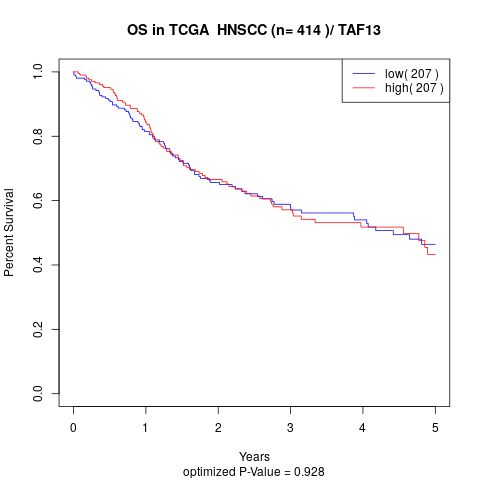 OS in TCGA  HNSCC (n= 414 )/ TAF13
low( 207 )
high( 207 )
Percent Survival
1.0
0.8
0.6
0.4
0.2
0.0
0 1 2 3 4 5
Years
optimized P-Value = 0.928